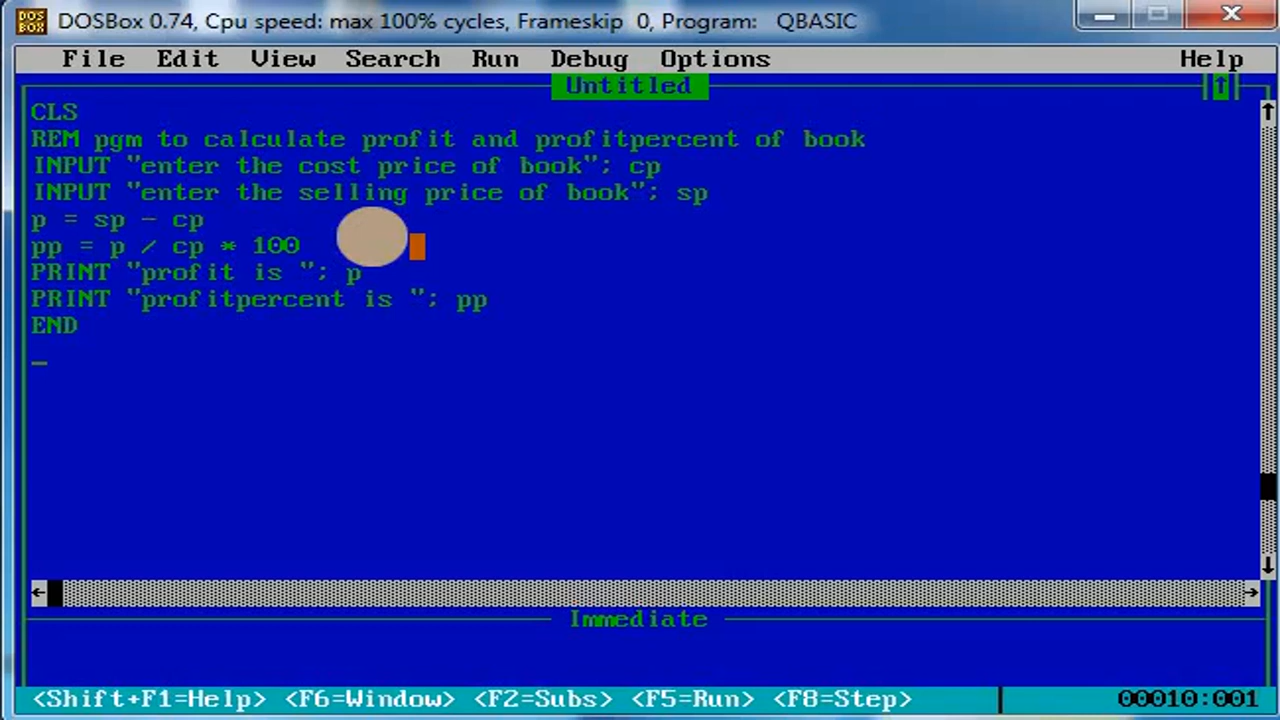 DOSBox 0.74, Cpu speed: max 100% cycles, Frameskip 0, Program: QBASIC
File Edit View Search Run Debug Options Help
Untitled
CLS
REM pgm to calculate profit and profitpercent of book
INPUT "enter the cost price of book"; cp
INPUT "enter the selling price of book"; sp
p = sp - cp
pp = p / cp * 100
PRINT "profit is "; p
PRINT "profitpercent is "; pp
END
Immediate
<Shift+F1=Help> <F6=Window> <F2=Subs> <F5=Run> <F8=Step> 00010:001